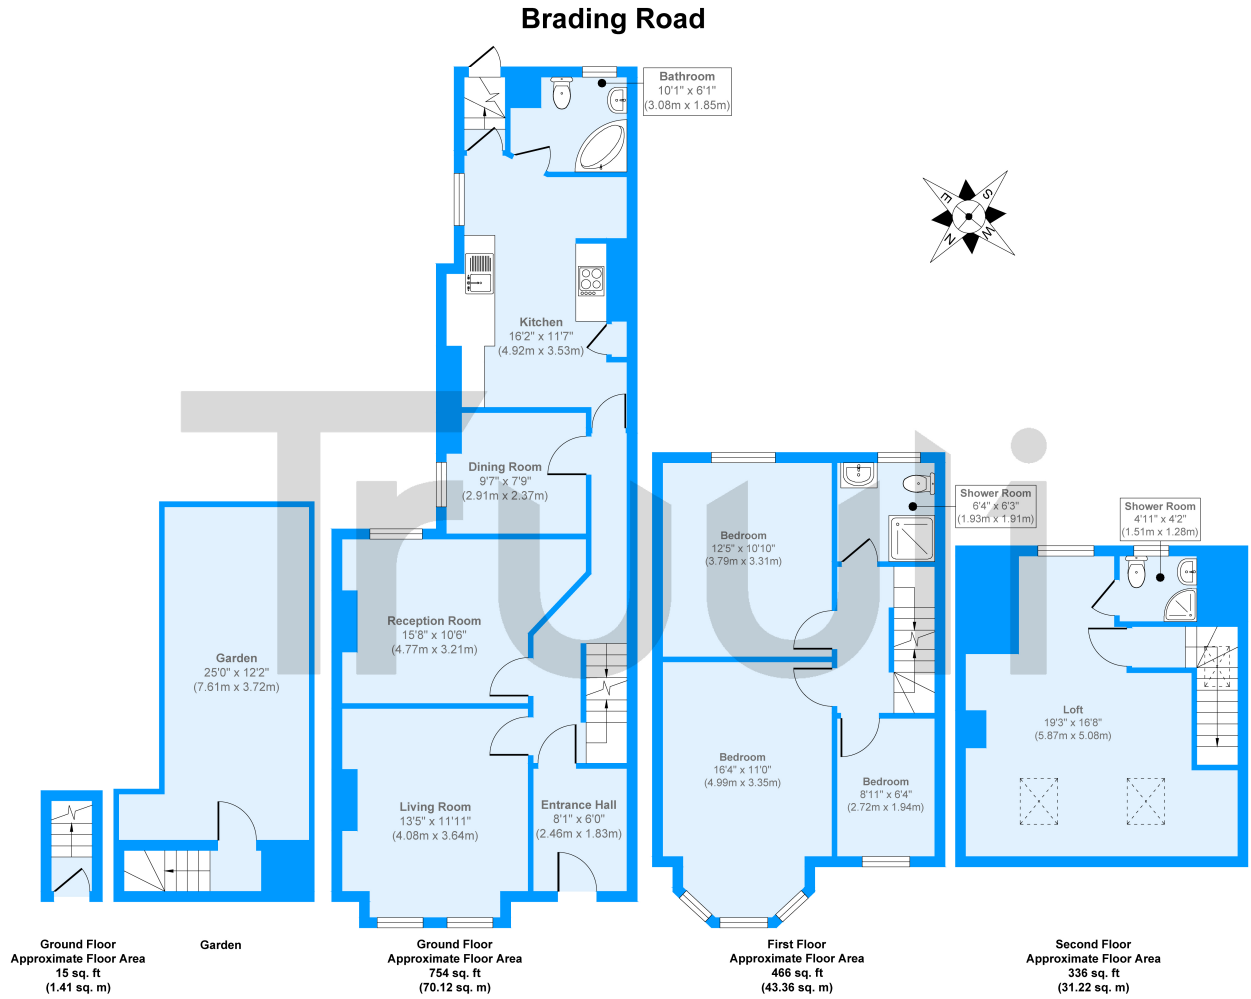 Brading Road
Bathroom
10'1" x 6'1"
(3.08m x 1.85m)
S
E
W
N
Kitchen
16'2" x 11'7"
(4.92m x 3.53m)
Dining Room
9'7" x 7'9"
(2.91m x 2.37m)
Shower Room
6'4" x 6'3"
(1.93m x 1.91m)
Shower Room
4'11" x 4'2"
(1.51m x 1.28m)
Bedroom
12'5" x 10'10"
(3.79m x 3.31m)
Reception Room
15'8" x 10'6"
(4.77m x 3.21m)
Garden
25'0" x 12'2"
(7.61m x 3.72m)
Loft
19'3" x 16'8"
(5.87m x 5.08m)
Bedroom
16'4" x 11'0"
(4.99m x 3.35m)
Bedroom
8'11" x 6'4"
(2.72m x 1.94m)
Living Room
13'5" x 11'11"
(4.08m x 3.64m)
Entrance Hall
8'1" x 6'0"
(2.46m x 1.83m)
Truuli
Ground Floor
Approximate Floor Area
15 sq. ft
(1.41 sq. m)
Garden
Ground Floor
Approximate Floor Area
754 sq. ft
(70.12 sq. m)
First Floor
Approximate Floor Area
466 sq. ft
(43.36 sq. m)
Second Floor
Approximate Floor Area
336 sq. ft
(31.22 sq. m)